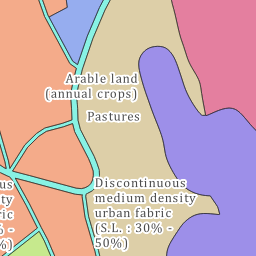 Arable land
(annual crops)
Pastures
Discontinuous
medium density
urban fabric
(S.L. : 30% -
50%)